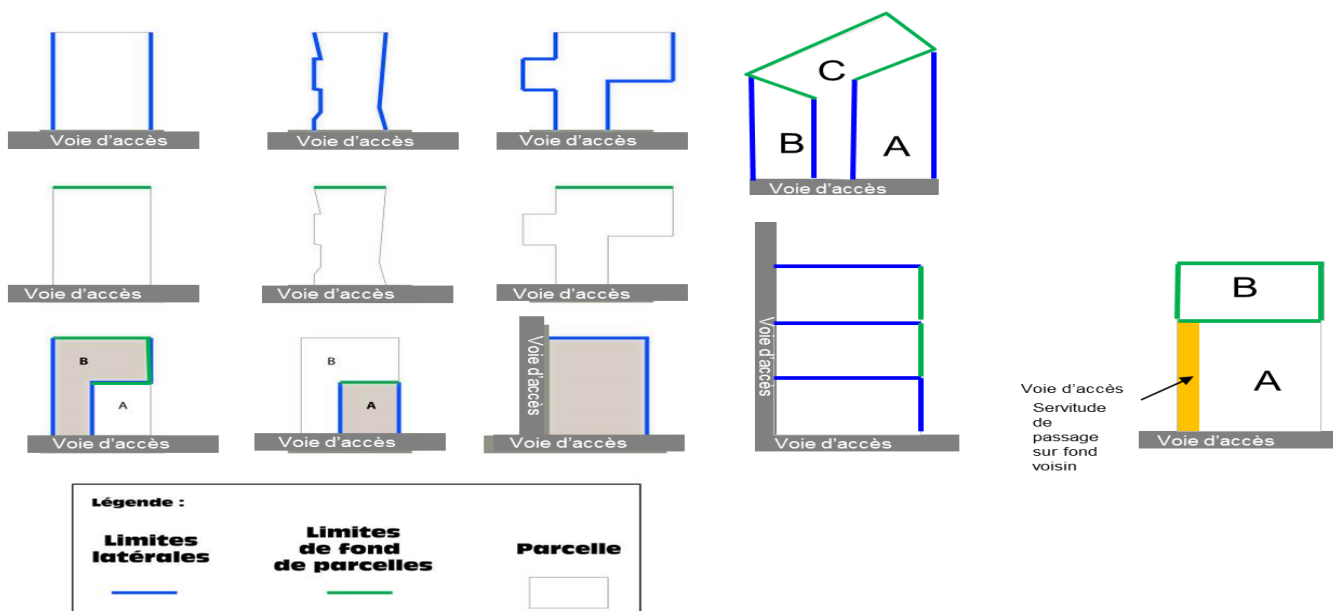 Voie d'accès
Voie d'accès
Voie d'accès
C
B
A
Voie d'accès
Voie d'accès
Voie d'accès
Voie d'accès
B
A
Voie d'accès
B
A
Voie d'accès
Voie d'accès
Voie d'accès
Voie d'accès
Voie d'accès
B
A
Voie d'accès
Servitude
de
passage
sur fond
voisin
Voie d'accès
Légende :
Limites
latérales
Limites
de fond
de parcelles
Parcelle